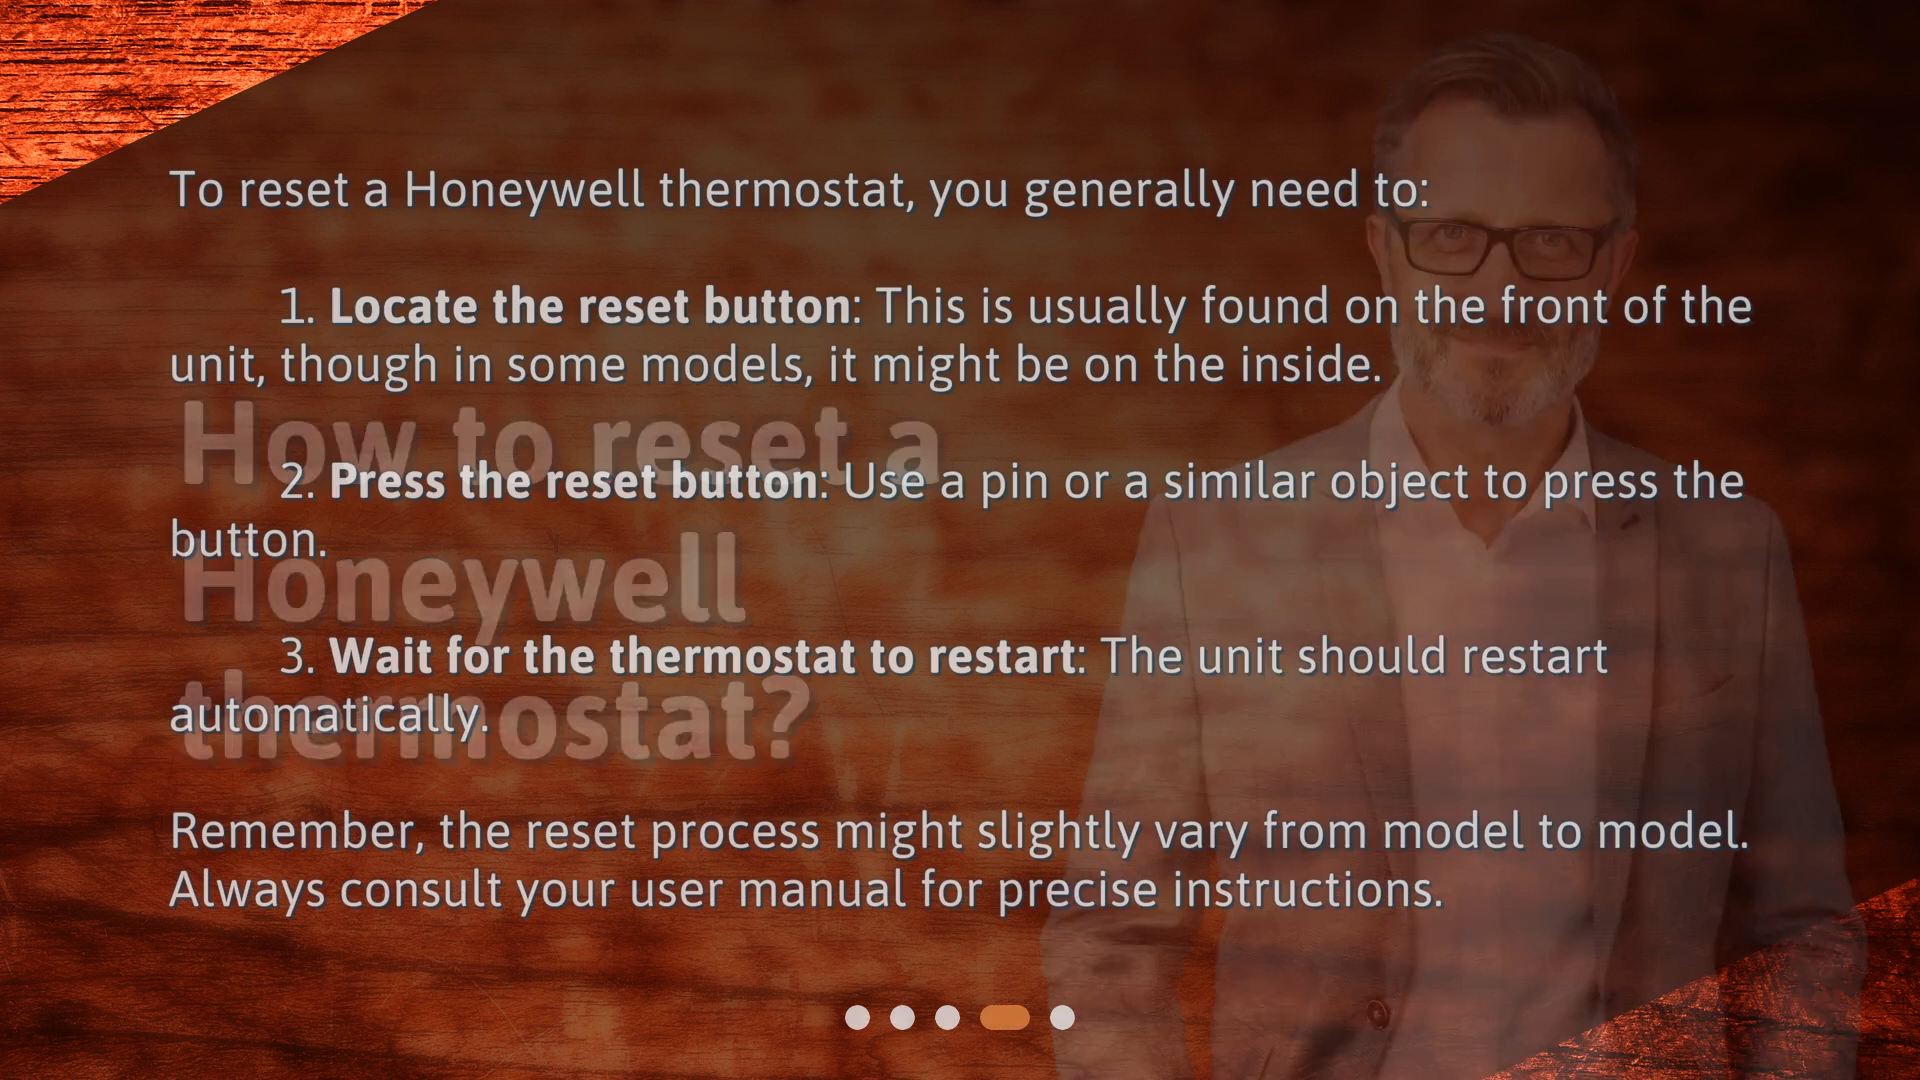 To reset a Honeywell thermostat, you generally need to:
1. Locate the reset button: This is usually found on the front of the
unit, though in some models, it might be on the inside.
How to reset a
2. Press the reset button: Use a pin or a similar object to press the
button.
Honeywell
3. Wait for the thermostat to restart: The unit should restart
automatically.
thermostat?
Remember, the reset process might slightly vary from model to model.
Always consult your user manual for precise instructions.